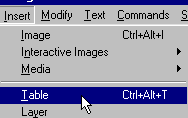 Insert Modify Text Commands S
Image Ctrl+Alt+I
Interactive Images
Media
Table Ctrl+Alt+T
Layer